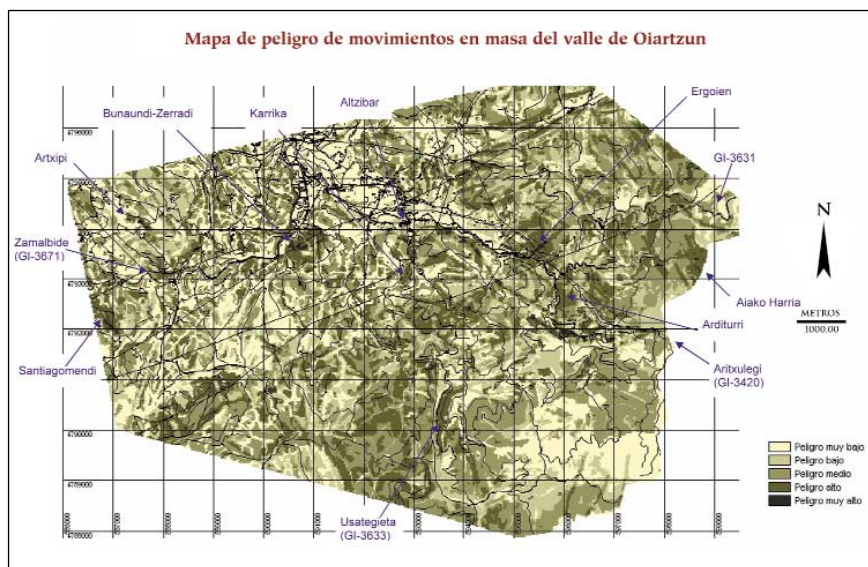 Mapa de peligro de movimientos en masa del valle de Oiartzun
Altzibar
Ergoien
Bunaundi-Zerradi
Karrika
Artxipi
GI-3631
N
Zamalbide
(GI-3671)
Aiako Harria
METROS
1000.00
Arditurri
Santiagomendi
Aritxulegi
(GI-3420)
Peligro muy bajo
Peligro bajo
Peligro medio
Peligro alto
Peligro muy alto
Usategieta
(GI-3633)